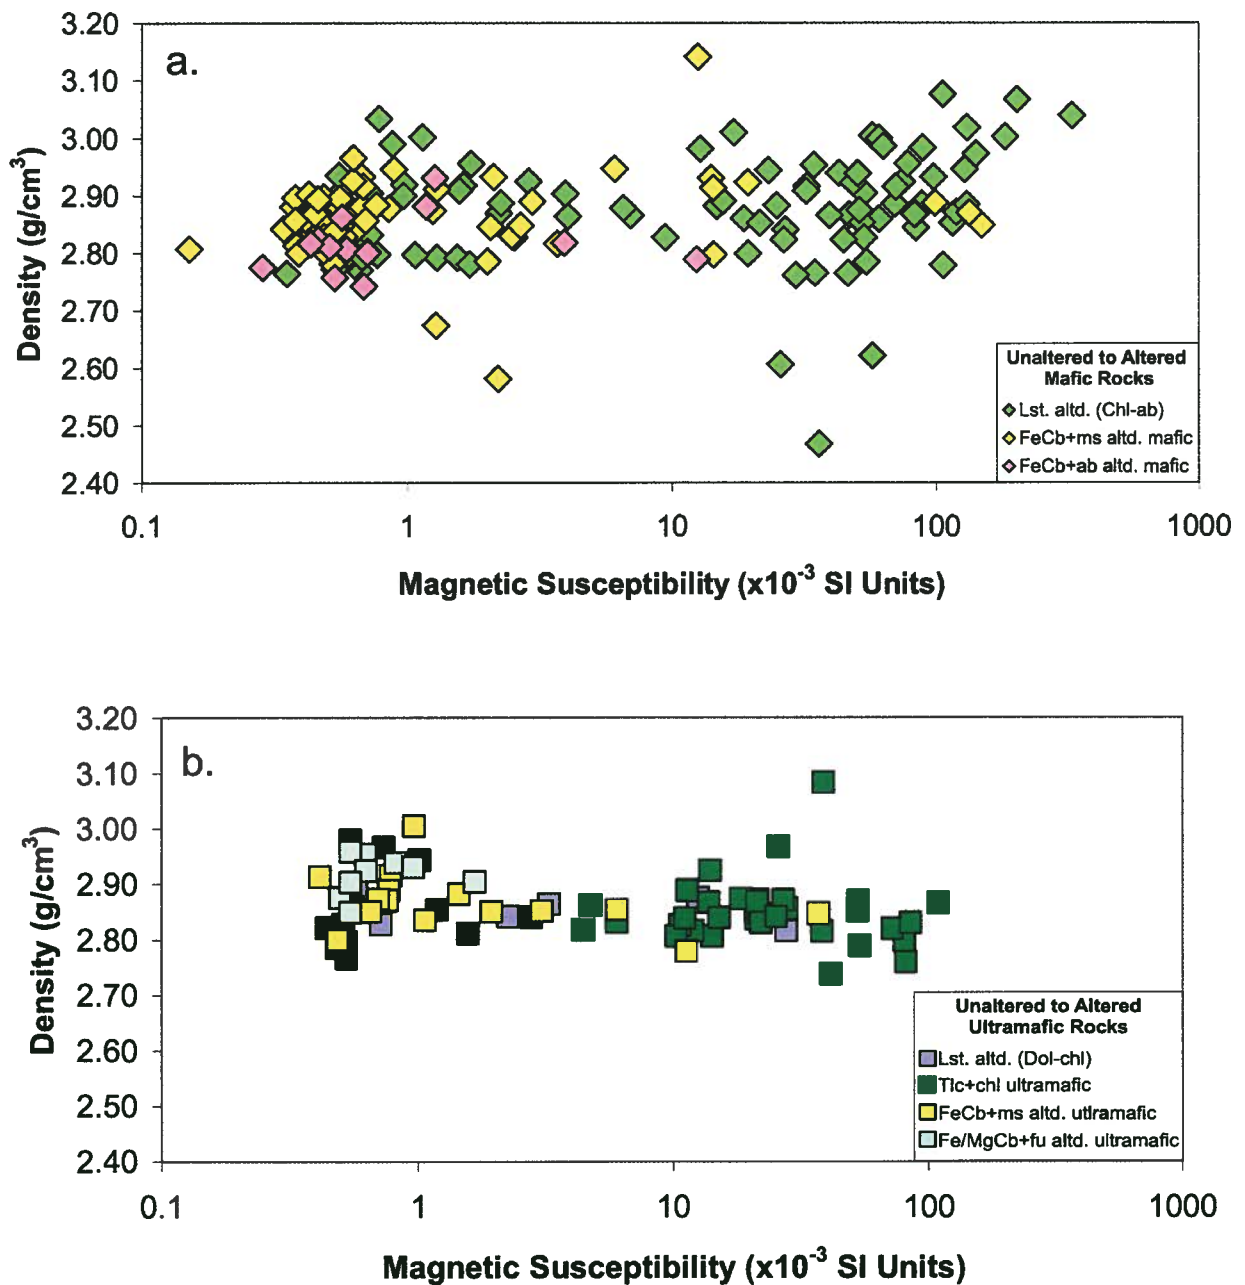 a.
3.20
3.10
3.00
2.90
2.80
2.70
2.60
2.50
2.40
Density (g/cm³)
Unaltered to Altered
Mafic Rocks
Lst. altd. (Chl-ab)
FeCb+ms altd. mafic
FeCb+ab altd. mafic
0.1 1 10 100 1000
Magnetic Susceptibility (x10⁻³ SI Units)
b.
3.20
3.10
3.00
2.90
2.80
2.70
2.60
2.50
2.40
Density (g/cm³)
Unaltered to Altered
Ultramafic Rocks
Lst. altd. (Dol-chl)
Tlc+chl ultramafic
FeCb+ms altd. utlramafic
Fe/MgCb+fu altd. ultramafic
0.1 1 10 100 1000
Magnetic Susceptibility (x10⁻³ SI Units)